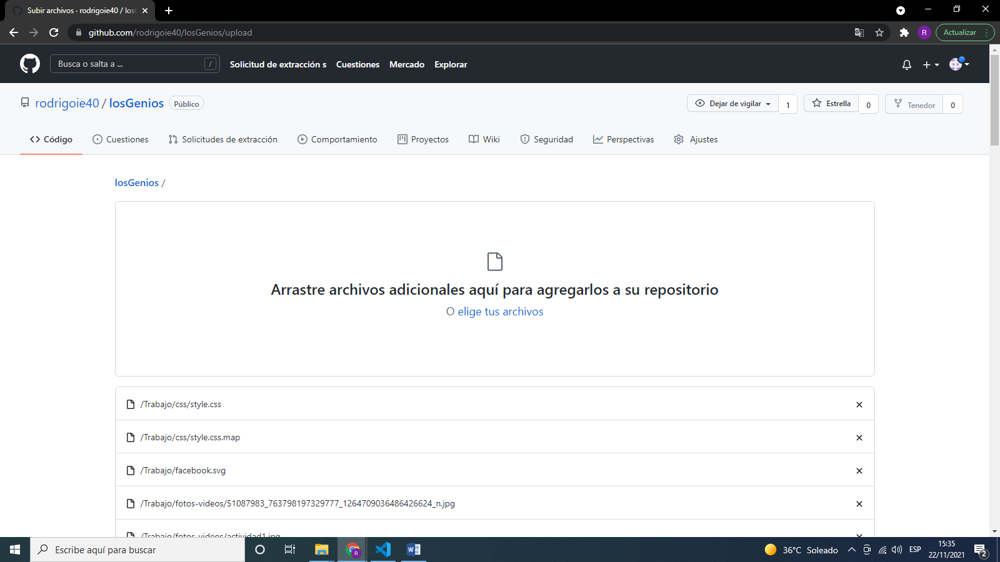 Subir archivos · rodrigoie40 / los
github.com/rodrigoie40/losGenios/upload
R
Actualizar
Busca o salta a ...
/
Solicitud de extracción s
Cuestiones
Mercado
Explorar
rodrigoie40 / losGenios
Público
Dejar de vigilar
1
Estrella
0
Tenedor
0
Código
Cuestiones
Solicitudes de extracción
Comportamiento
Proyectos
Wiki
Seguridad
Perspectivas
Ajustes
losGenios /
Arrastre archivos adicionales aquí para agregarlos a su repositorio
O elige tus archivos
/Trabajo/css/style.css
/Trabajo/css/style.css.map
/Trabajo/facebook.svg
/Trabajo/fotos-videos/51087983_763798197329777_1264709036486426624_n.jpg
/Trabajo/fotos-videos/actividad1.jpg
Escribe aquí para buscar
R
36°C Soleado
ESP
15:35
22/11/2021
2